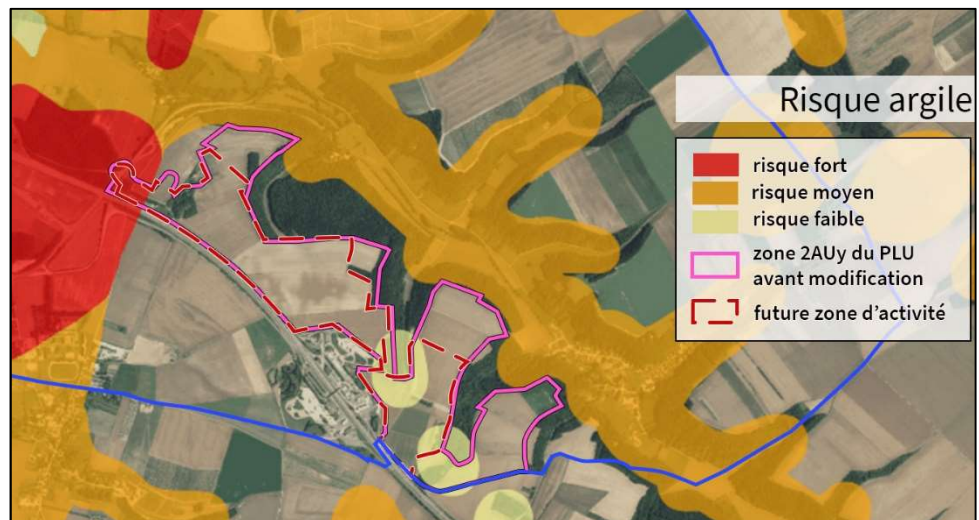 Risque argile
risque fort
risque moyen
risque faible
zone 2AUy du PLU
avant modification
future zone d'activité